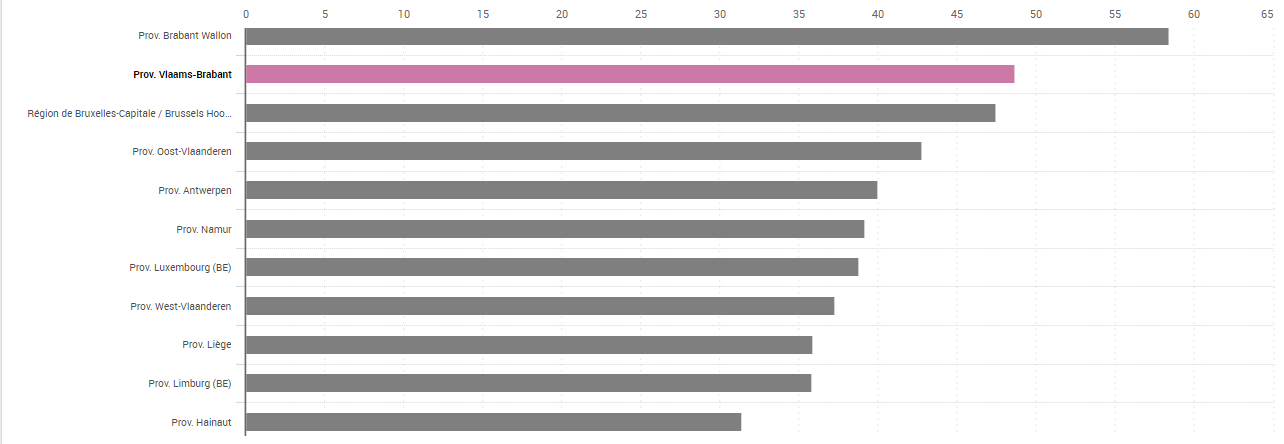 0 5 10 15 20 25 30 35 40 45 50 55 60 65
Prov. Brabant Wallon
Prov. Vlaams-Brabant
Région de Bruxelles-Capitale / Brussels Hoo...
Prov. Oost-Vlaanderen
Prov. Antwerpen
Prov. Namur
Prov. Luxembourg (BE)
Prov. West-Vlaanderen
Prov. Liège
Prov. Limburg (BE)
Prov. Hainaut